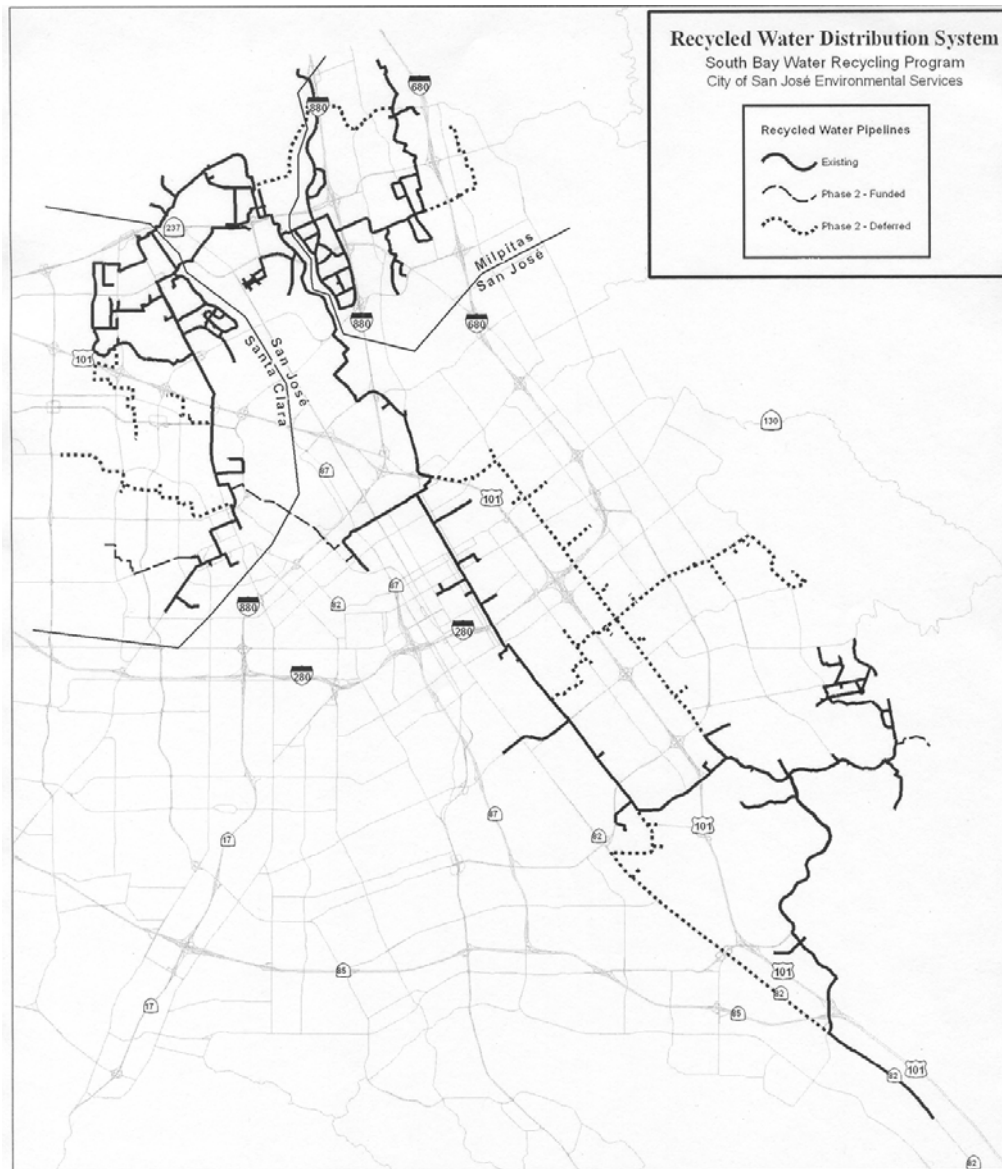 Recycled Water Distribution System
South Bay Water Recycling Program
City of San José Environmental Services
Recycled Water Pipelines
Existing
Phase 2 - Funded
Phase 2 - Deferred
680
880
237
Milpitas
San José
880
680
101
San José
Santa Clara
130
87
101
87
82
880
280
280
87
82
101
17
85
101
82
85
17
101
82
82